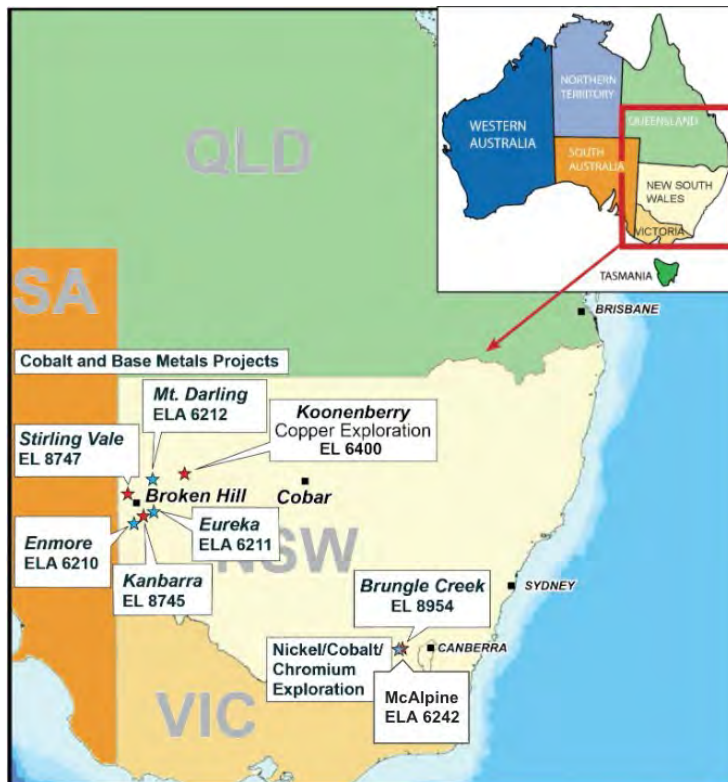 NORTHERN
TERRITORY
WESTERN
AUSTRALIA
QUEENSLAND
SOUTH
AUSTRALIA
NEW SOUTH
WALES
VICTORIA
TASMANIA
QLD
SA
BRISBANE
Cobalt and Base Metals Projects
Mt. Darling
ELA 6212
Koonenberry
Copper Exploration
EL 6400
Stirling Vale
EL 8747
Broken Hill
Cobar
Enmore
ELA 6210
Eureka
ELA 6211
NSW
Kanbarra
EL 8745
Brungle Creek
EL 8954
SYDNEY
Nickel/Cobalt/
Chromium
Exploration
CANBERRA
McAlpine
ELA 6242
VIC